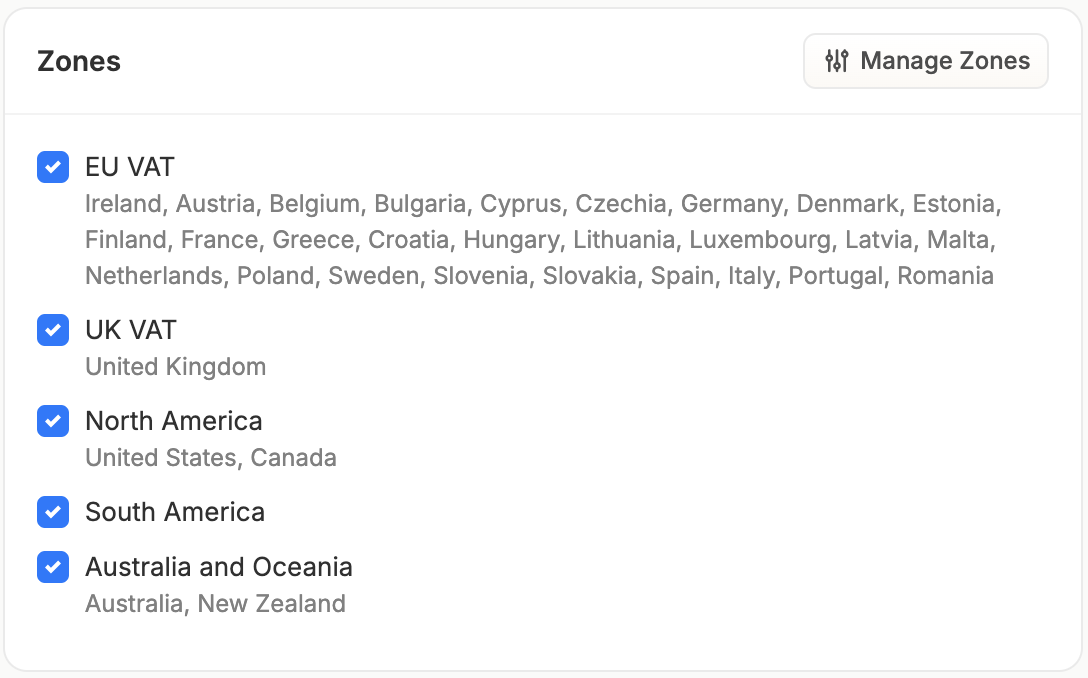 Zones
Manage Zones
EU VAT
Ireland, Austria, Belgium, Bulgaria, Cyprus, Czechia, Germany, Denmark, Estonia,
Finland, France, Greece, Croatia, Hungary, Lithuania, Luxembourg, Latvia, Malta,
Netherlands, Poland, Sweden, Slovenia, Slovakia, Spain, Italy, Portugal, Romania
UK VAT
United Kingdom
North America
United States, Canada
South America
Australia and Oceania
Australia, New Zealand